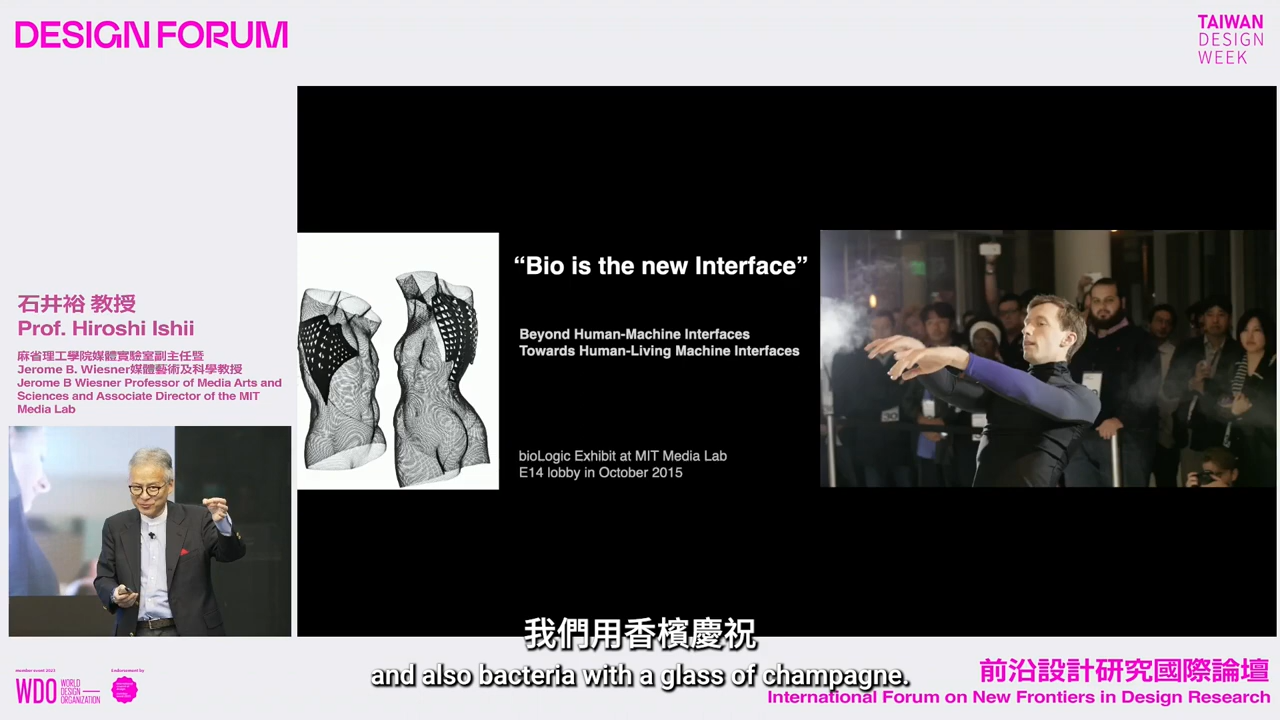 DESIGN FORUM
TAIWAN
DESIGN
WEEK
石井裕 教授
Prof. Hiroshi Ishii
麻省理工學院媒體實驗室副主任暨
Jerome B. Wiesner媒體藝術及科學教授
Jerome B Wiesner Professor of Media Arts and
Sciences and Associate Director of the MIT
Media Lab
“Bio is the new Interface”
Beyond Human-Machine Interfaces
Towards Human-Living Machine Interfaces
bioLogic Exhibit at MIT Media Lab
E14 lobby in October 2015
我們用香檳慶祝
and also bacteria with a glass of champagne.
member event 2023
WDO
WORLD
DESIGN
ORGANIZATION
Endorsement by
前沿設計研究國際論壇
International Forum on New Frontiers in Design Research